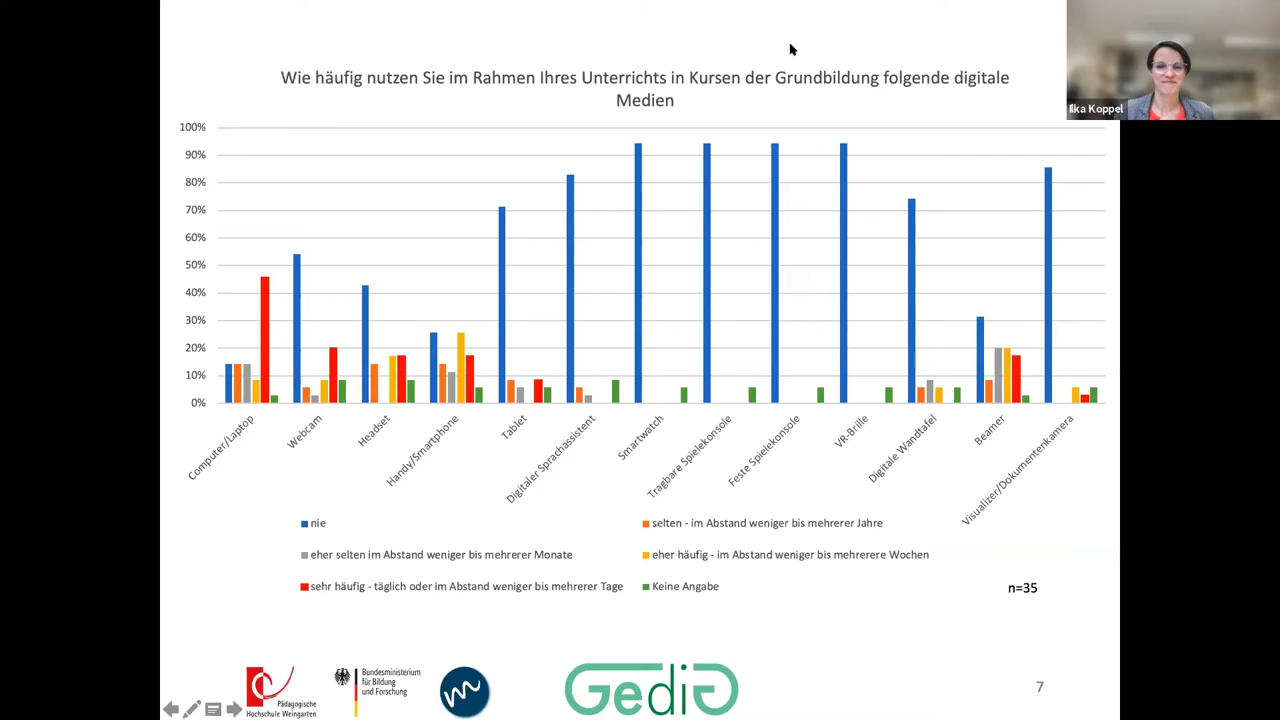 Wie häufig nutzen Sie im Rahmen Ihres Unterrichts in Kursen der Grundbildung folgende digitale
Medien
Ilka Koppel
100%
90%
80%
70%
60%
50%
40%
30%
20%
10%
0%
Computer/Laptop
Webcam
Headset
Handy/Smartphone
Tablet
Digitaler Sprachassistent
Smartwatch
Tragbare Spielekonsole
Feste Spielekonsole
VR-Brille
Digitale Wandtafel
Beamer
Visualizer/Dokumentenkamera
nie
selten - im Abstand weniger bis mehrerer Jahre
eher selten im Abstand weniger bis mehrerer Monate
eher häufig - im Abstand weniger bis mehrerere Wochen
sehr häufig - täglich oder im Abstand weniger bis mehrerer Tage
Keine Angabe
n=35
Pädagogische
Hochschule Weingarten
Bundesministerium
für Bildung
und Forschung
GediG
7